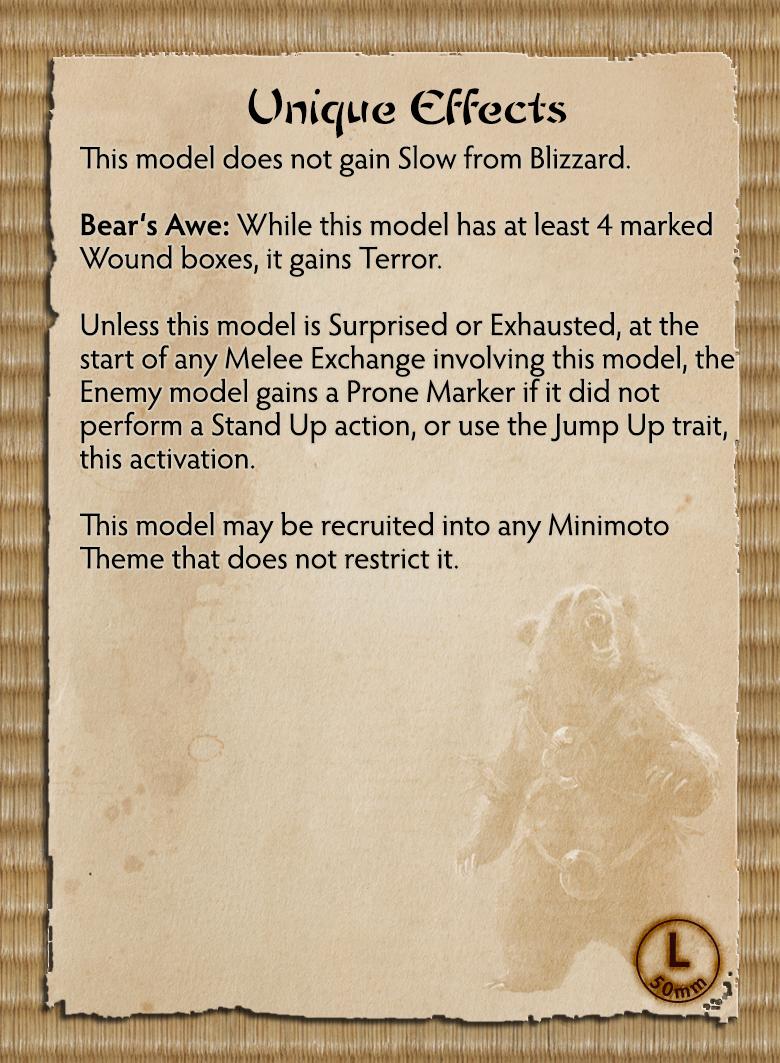 Unique Effects
This model does not gain Slow from Blizzard.
Bear's Awe: While this model has at least 4 marked
Wound boxes, it gains Terror.
Unless this model is Surprised or Exhausted, at the
start of any Melee Exchange involving this model, the
Enemy model gains a Prone Marker if it did not
perform a Stand Up action, or use the Jump Up trait,
this activation.
This model may be recruited into any Minimoto
Theme that does not restrict it.
L
50mm